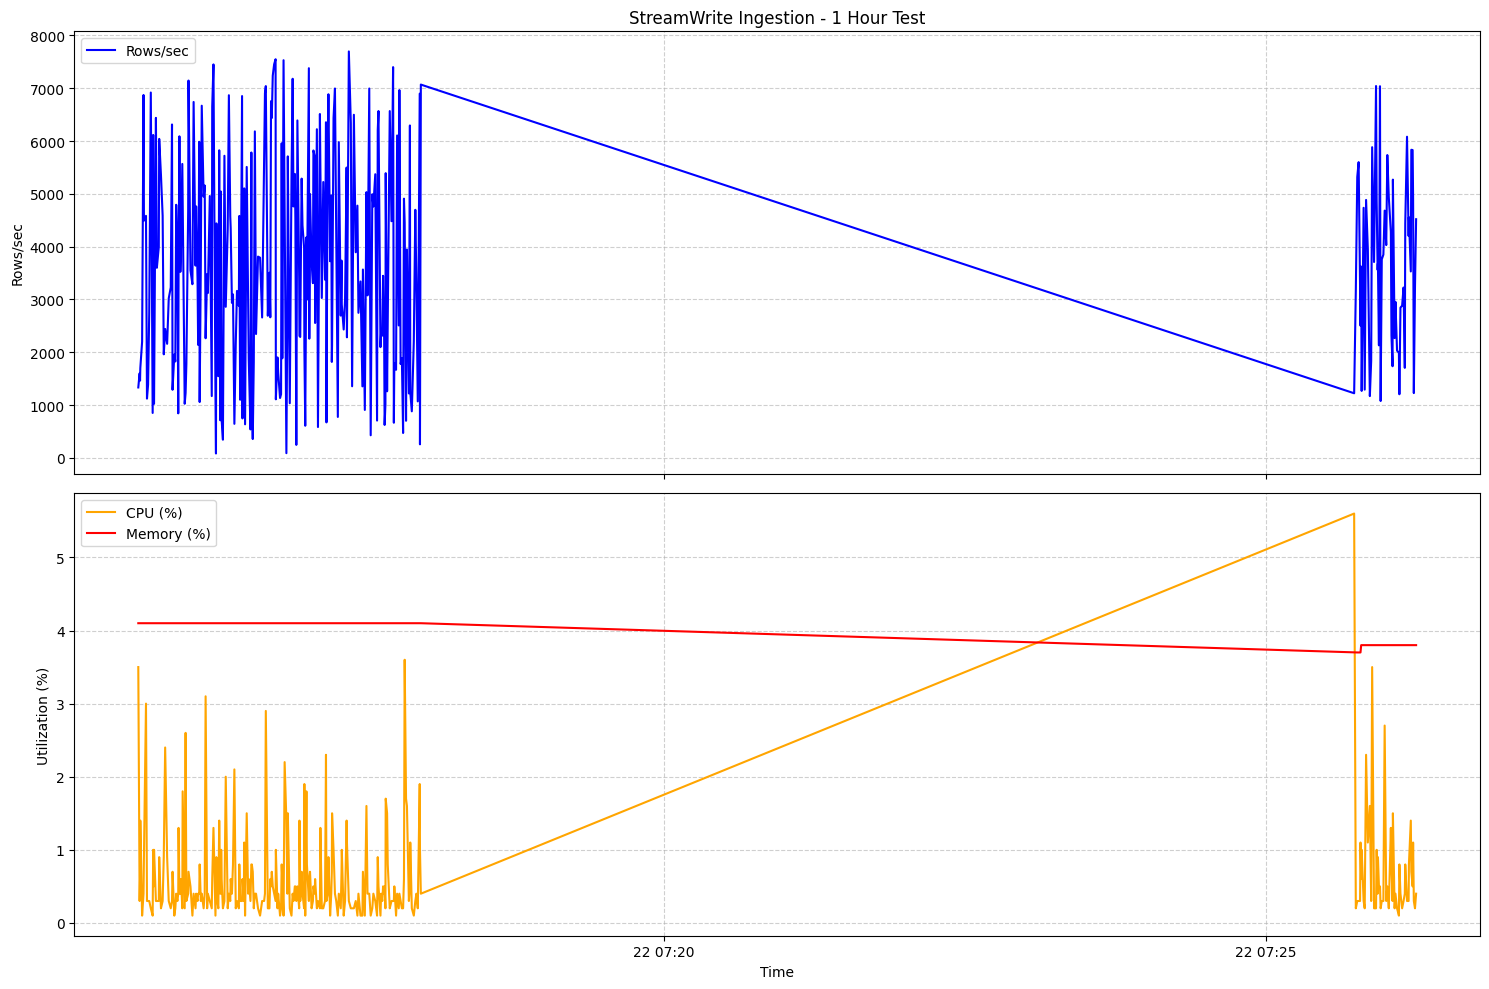 StreamWrite Ingestion - 1 Hour Test
Rows/sec
8000
7000
6000
5000
4000
3000
2000
1000
0
Rows/sec
CPU (%)
Memory (%)
5
4
3
2
1
0
Utilization (%)
22 07:20
22 07:25
Time